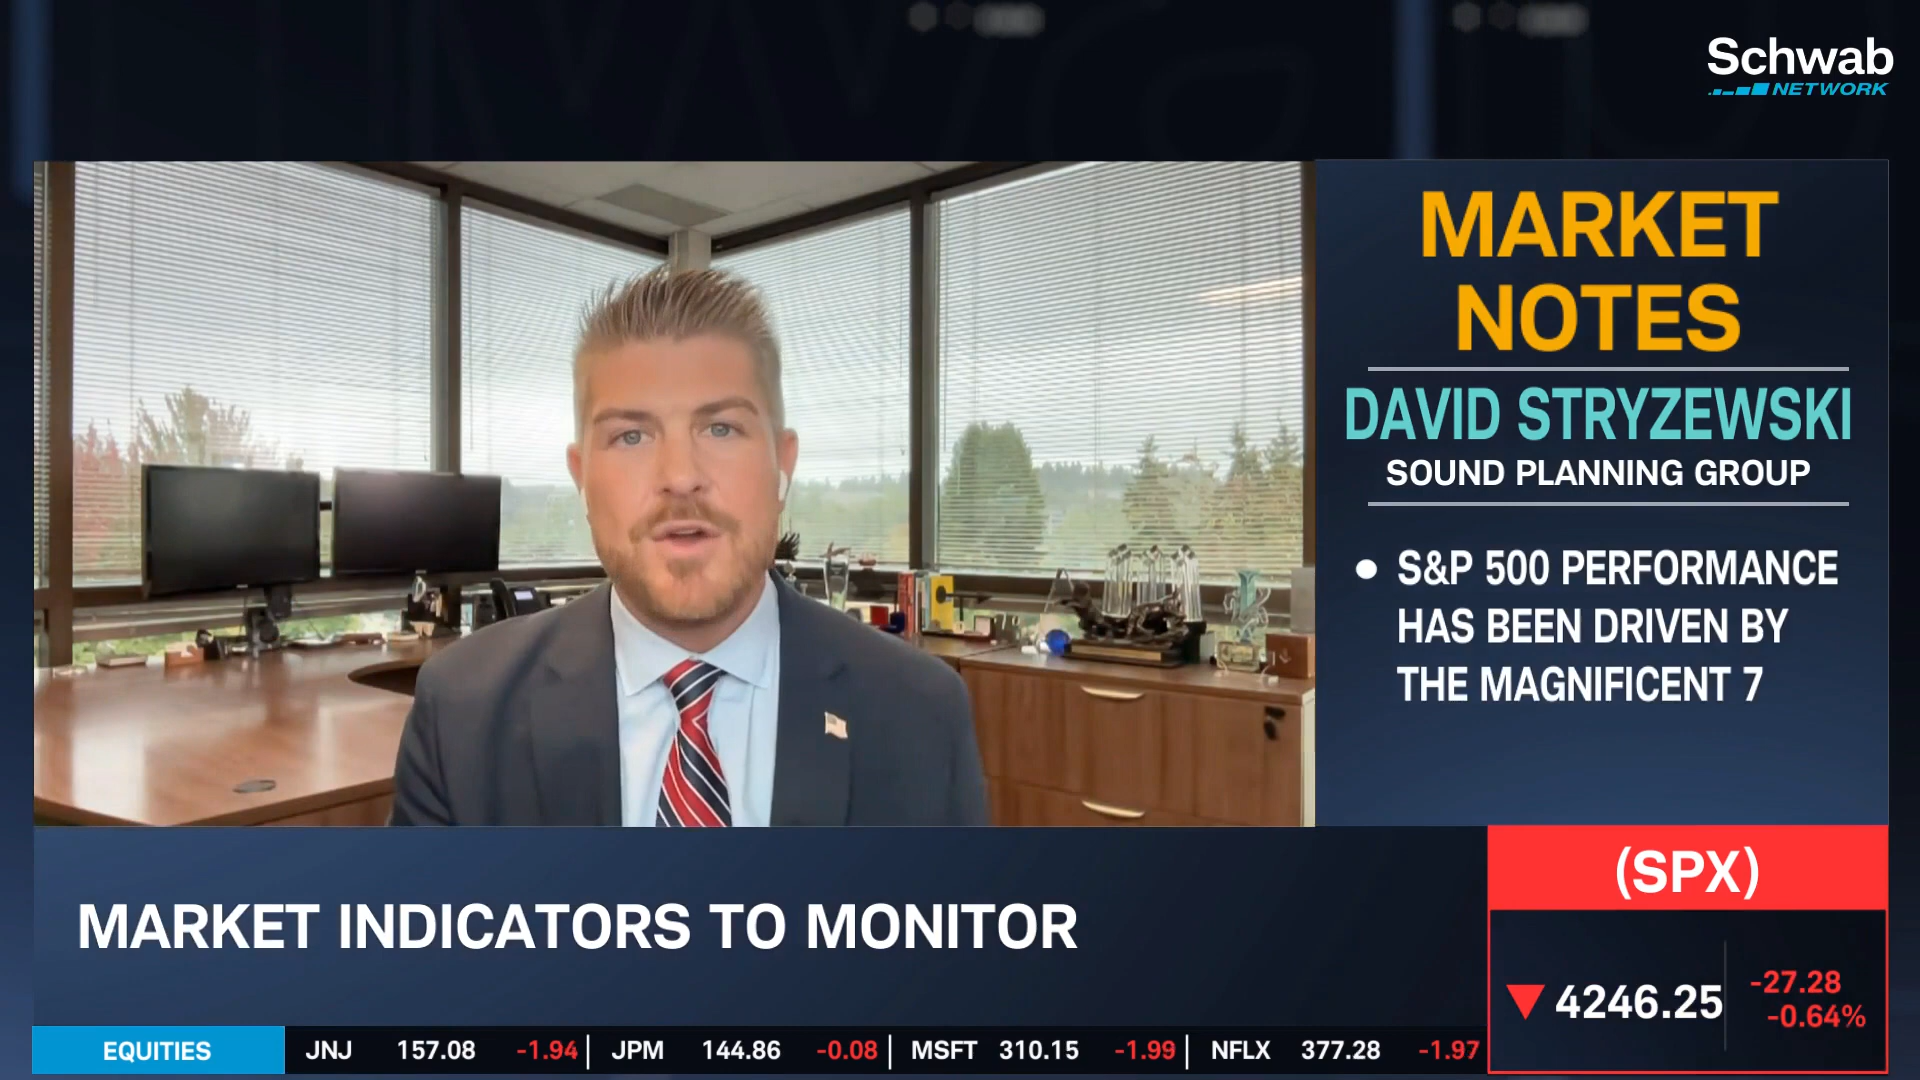 Schwab
NETWORK
MARKET
NOTES
DAVID STRYZEWSKI
SOUND PLANNING GROUP
• S&P 500 PERFORMANCE
HAS BEEN DRIVEN BY
THE MAGNIFICENT 7
MARKET INDICATORS TO MONITOR
(SPX)
▼ 4246.25
-27.28
-0.64%
EQUITIES JNJ 157.08 -1.94 | JPM 144.86 -0.08 | MSFT 310.15 -1.99 | NFLX 377.28 -1.97